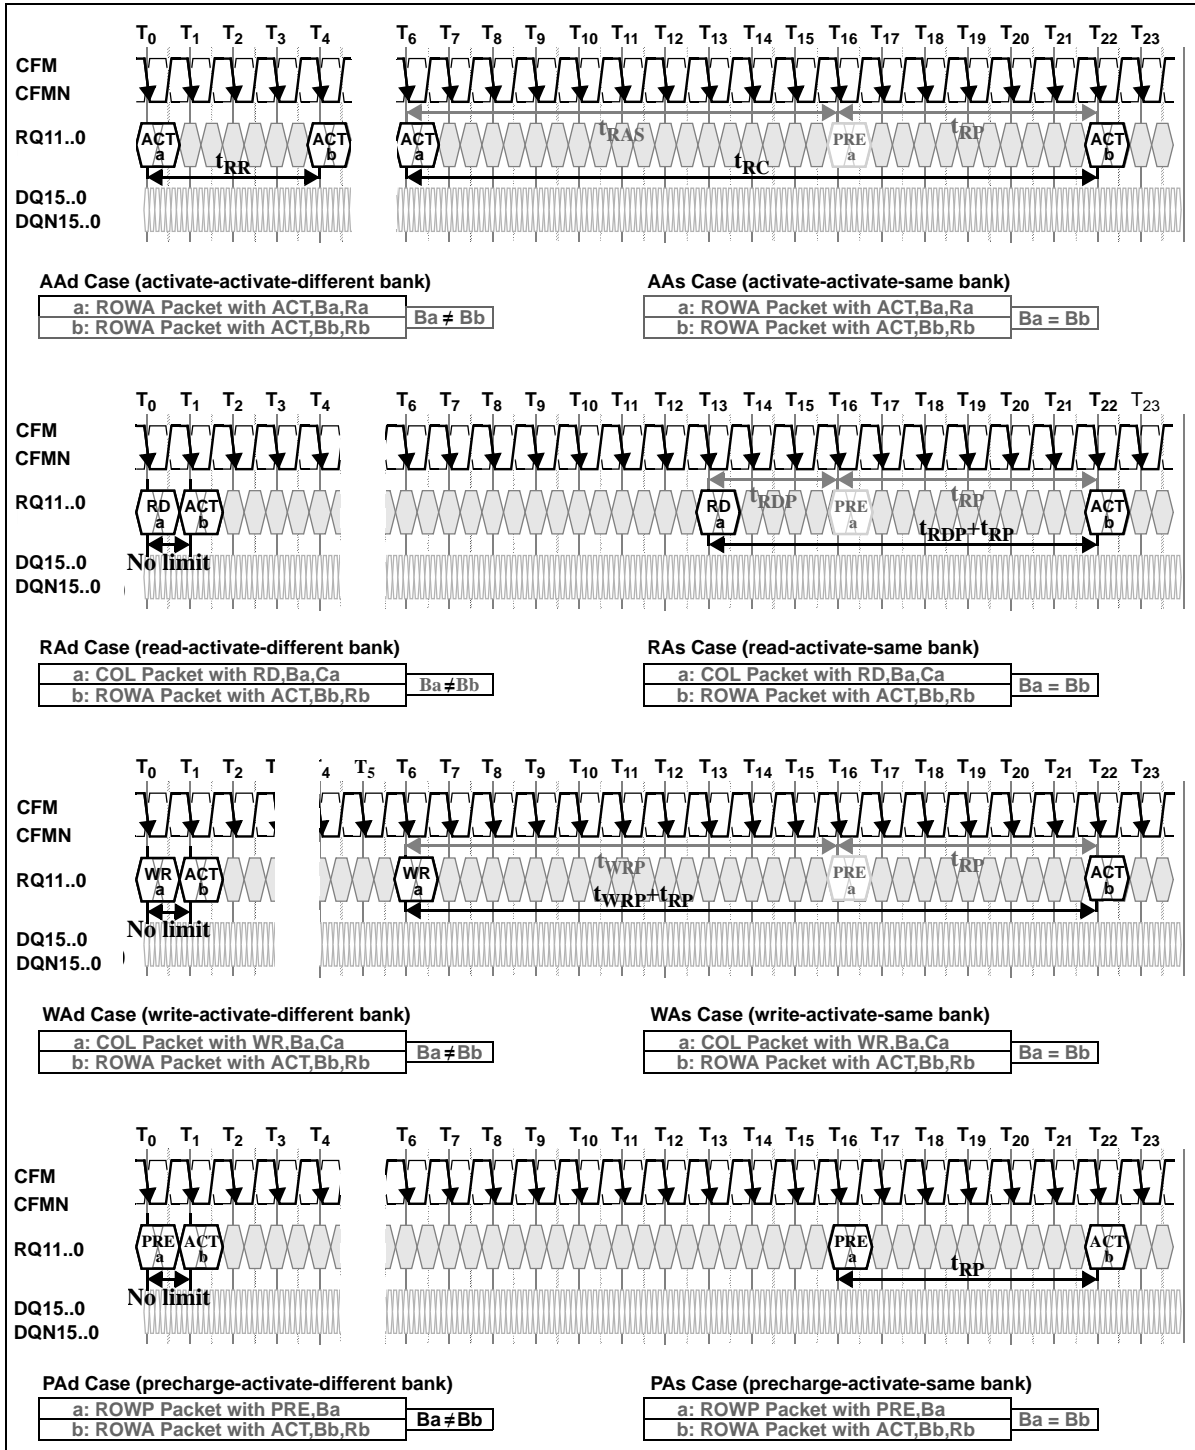 T0 T1 T2 T3 T4 T6 T7 T8 T9 T10 T11 T12 T13 T14 T15 T16 T17 T18 T19 T20 T21 T22 T23
CFM
CFMN
RQ11..0
ACT a
ACT b
ACT a
PRE a
ACT b
tRAS
tRP
tRR
tRC
DQ15..0
DQN15..0
AAd Case (activate-activate-different bank)
a: ROWA Packet with ACT,Ba,Ra
b: ROWA Packet with ACT,Bb,Rb
Ba ≠ Bb
AAs Case (activate-activate-same bank)
a: ROWA Packet with ACT,Ba,Ra
b: ROWA Packet with ACT,Bb,Rb
Ba = Bb
T0 T1 T2 T3 T4 T6 T7 T8 T9 T10 T11 T12 T13 T14 T15 T16 T17 T18 T19 T20 T21 T22 T23
CFM
CFMN
RQ11..0
RD a
ACT b
RD a
PRE a
ACT b
tRDP
tRP
tRDP+tRP
No limit
DQ15..0
DQN15..0
RAd Case (read-activate-different bank)
a: COL Packet with RD,Ba,Ca
b: ROWA Packet with ACT,Bb,Rb
Ba≠Bb
RAs Case (read-activate-same bank)
a: COL Packet with RD,Ba,Ca
b: ROWA Packet with ACT,Bb,Rb
Ba = Bb
T0 T1 T2 T 4 T5 T6 T7 T8 T9 T10 T11 T12 T13 T14 T15 T16 T17 T18 T19 T20 T21 T22 T23
CFM
CFMN
RQ11..0
WR a
ACT b
WR a
PRE a
ACT b
tWRP
tRP
tWRP+tRP
No limit
DQ15..0
DQN15..0
WAd Case (write-activate-different bank)
a: COL Packet with WR,Ba,Ca
b: ROWA Packet with ACT,Bb,Rb
Ba≠Bb
WAs Case (write-activate-same bank)
a: COL Packet with WR,Ba,Ca
b: ROWA Packet with ACT,Bb,Rb
Ba = Bb
T0 T1 T2 T3 T4 T6 T7 T8 T9 T10 T11 T12 T13 T14 T15 T16 T17 T18 T19 T20 T21 T22 T23
CFM
CFMN
RQ11..0
PRE a
ACT b
PRE a
ACT b
tRP
No limit
DQ15..0
DQN15..0
PAd Case (precharge-activate-different bank)
a: ROWP Packet with PRE,Ba
b: ROWA Packet with ACT,Bb,Rb
Ba≠Bb
PAs Case (precharge-activate-same bank)
a: ROWP Packet with PRE,Ba
b: ROWA Packet with ACT,Bb,Rb
Ba = Bb